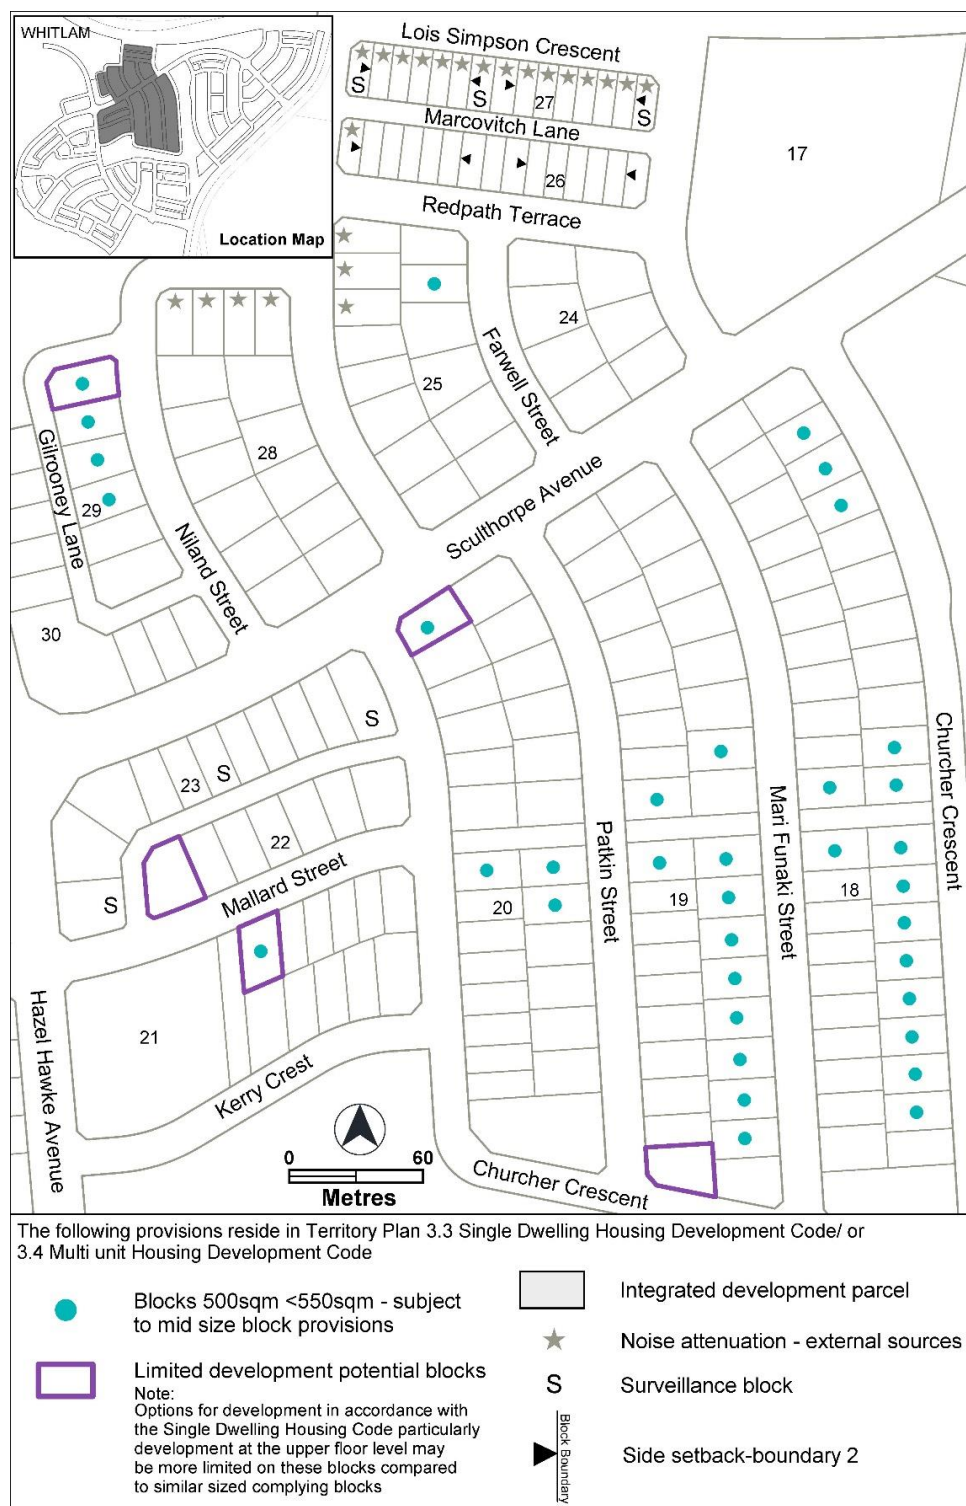 WHITLAM
Location Map
Lois Simpson Crescent
S
S
27
S
Marcovitch Lane
26
Redpath Terrace
17
24
Farwell Street
25
28
Gilrooney Lane
29
Niland Street
Sculthorpe Avenue
30
S
23
S
22
S
Mallard Street
21
Hazel Hawke Avenue
Kerry Crest
20
Patkin Street
19
Mari Funaki Street
18
Churcher Crescent
Churcher Crescent
0 60
Metres
The following provisions reside in Territory Plan 3.3 Single Dwelling Housing Development Code/ or
3.4 Multi unit Housing Development Code
Blocks 500sqm <550sqm - subject
to mid size block provisions
Limited development potential blocks
Note:
Options for development in accordance with
the Single Dwelling Housing Code particularly
development at the upper floor level may
be more limited on these blocks compared
to similar sized complying blocks
Integrated development parcel
Noise attenuation - external sources
S Surveillance block
Block Boundary
Side setback-boundary 2